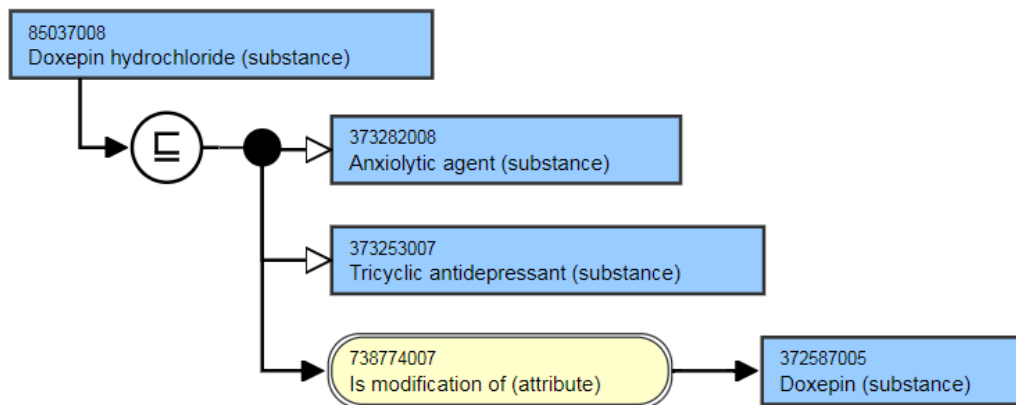 85037008
Doxepin hydrochloride (substance)
⊑
373282008
Anxiolytic agent (substance)
373253007
Tricyclic antidepressant (substance)
738774007
Is modification of (attribute)
372587005
Doxepin (substance)